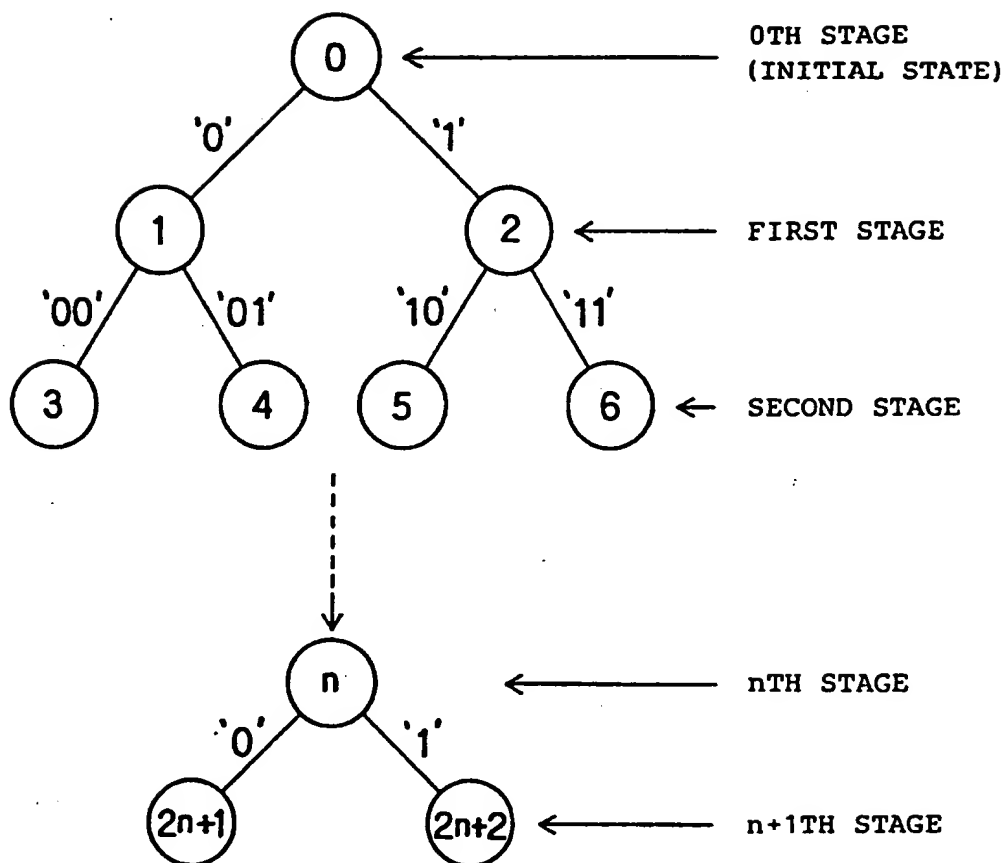 0
0TH STAGE
(INITIAL STATE)
'0'
'1'
1
2
FIRST STAGE
'00'
'01'
'10'
'11'
3
4
5
6
SECOND STAGE
n
nTH STAGE
'0'
'1'
2n+1
2n+2
n+1TH STAGE